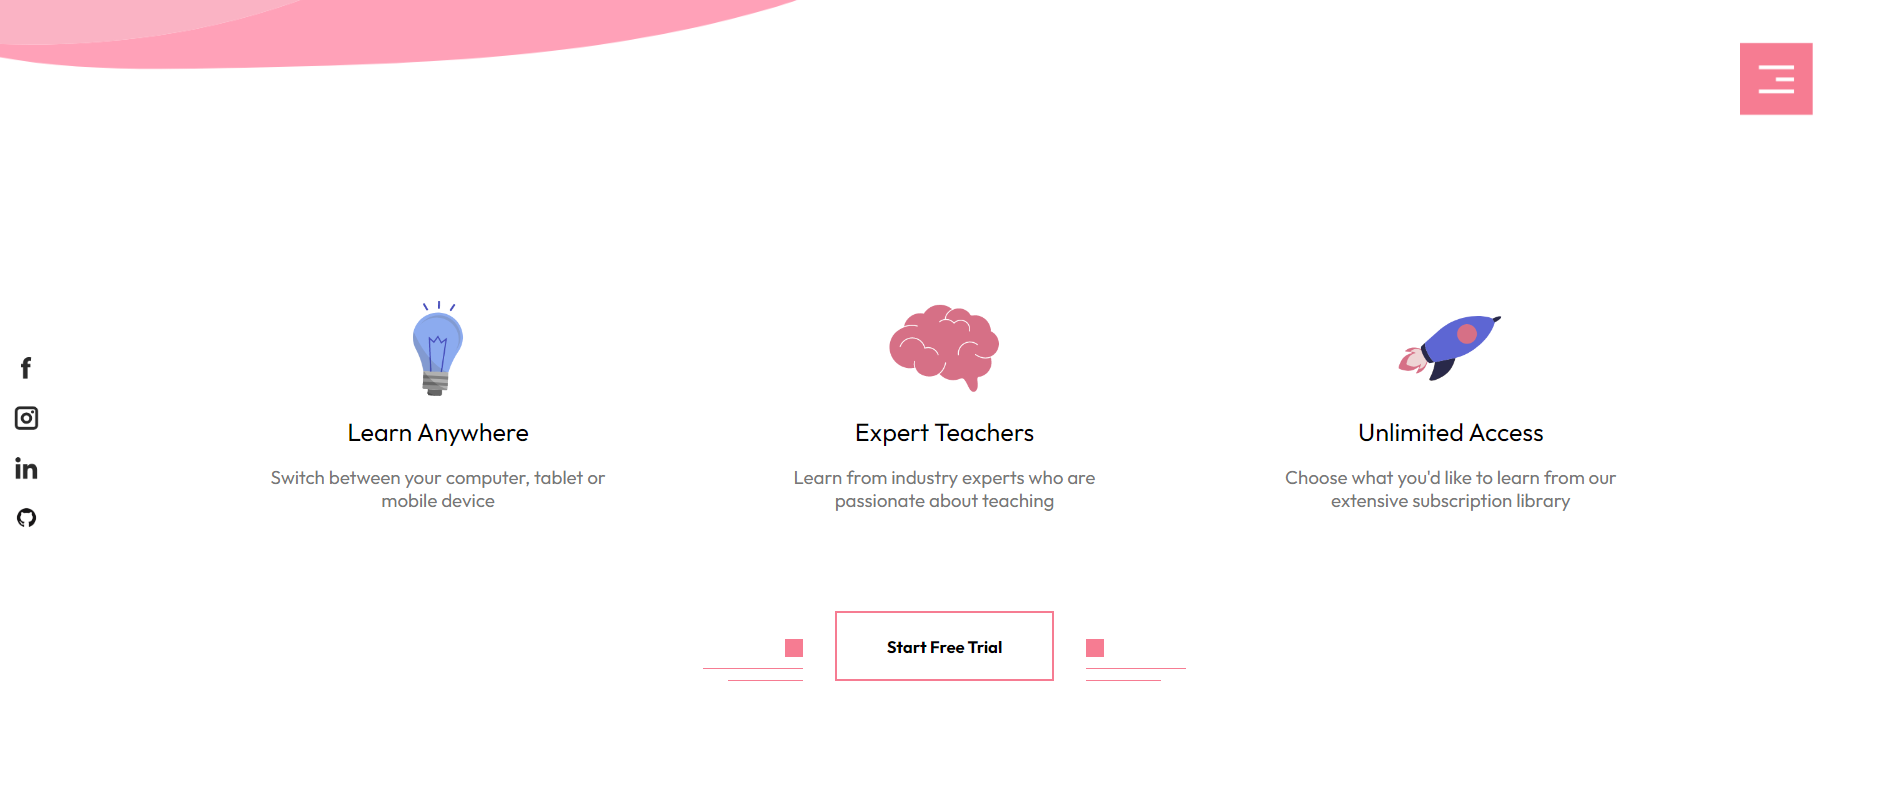 Learn Anywhere
Switch between your computer, tablet or
mobile device
Expert Teachers
Learn from industry experts who are
passionate about teaching
Unlimited Access
Choose what you'd like to learn from our
extensive subscription library
Start Free Trial